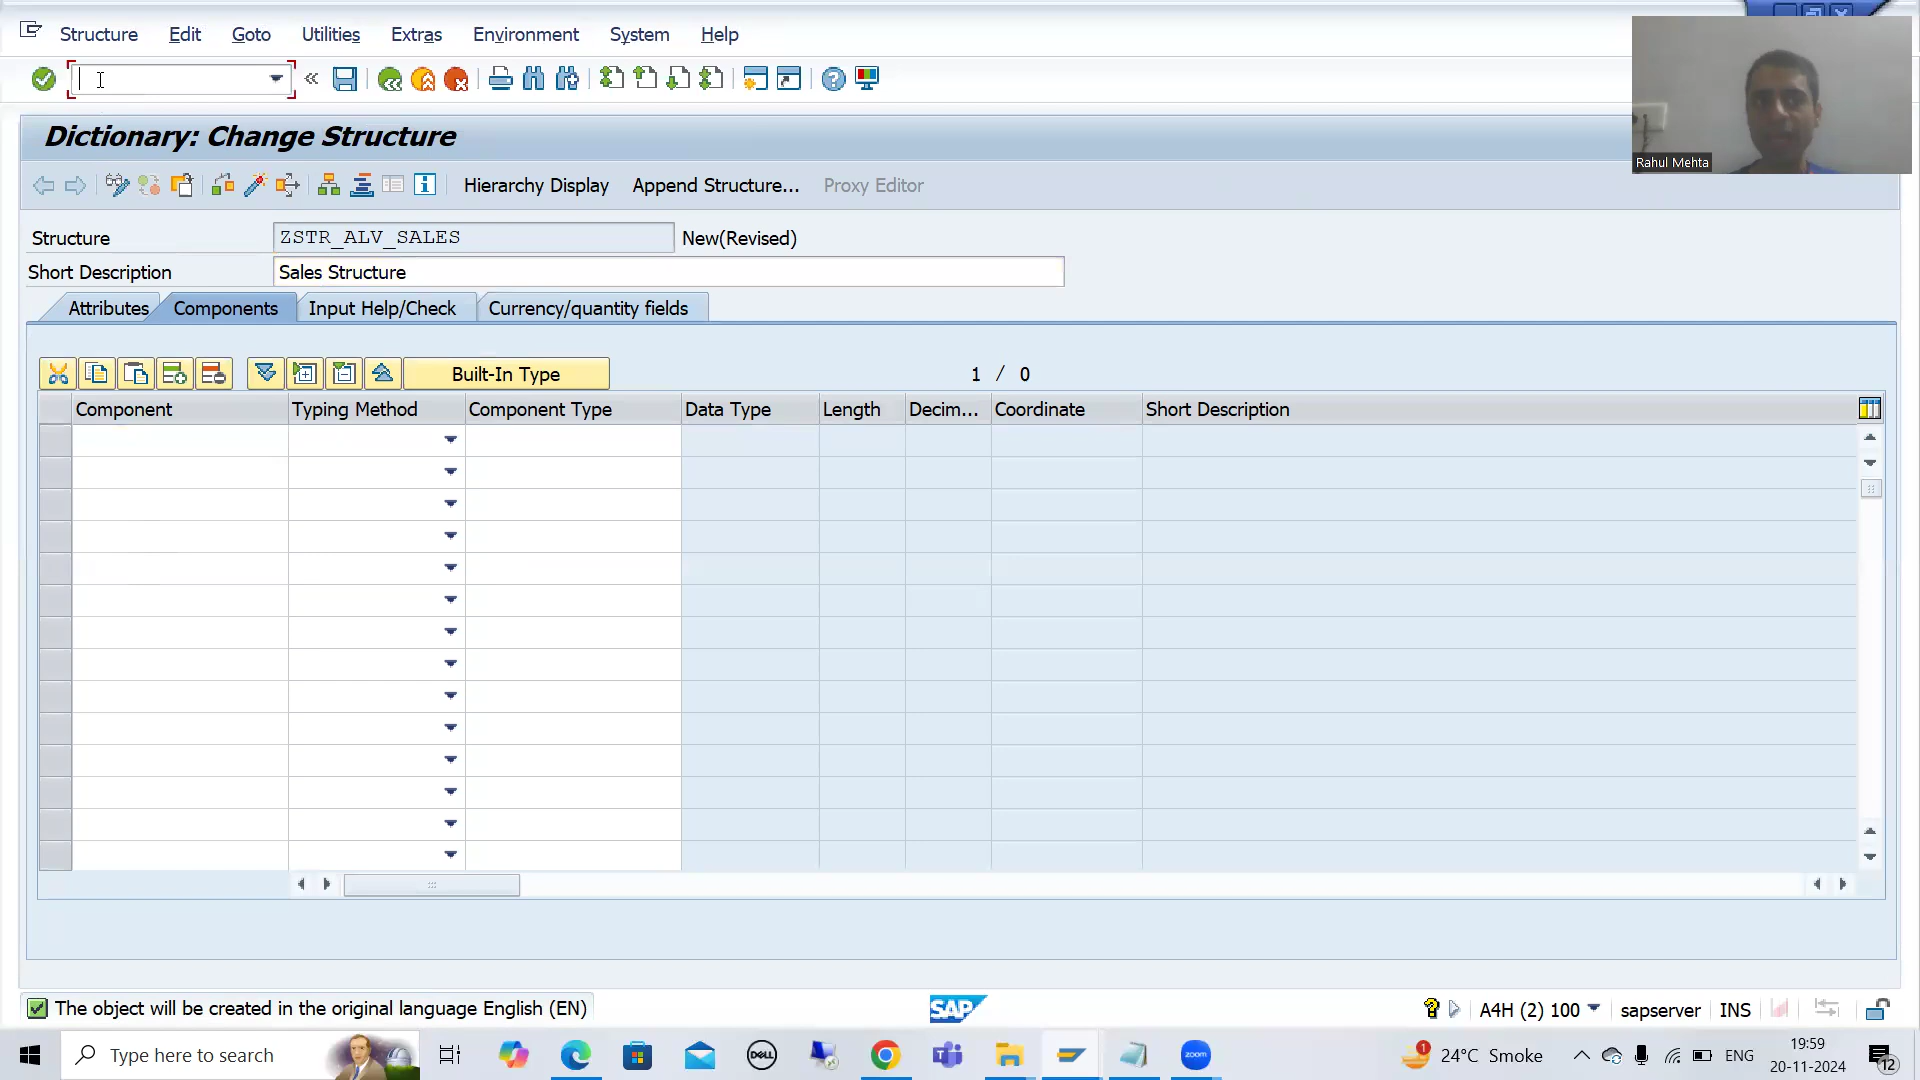 Structure Edit Goto Utilities Extras Environment System Help
Rahul Mehta
Dictionary: Change Structure
Hierarchy Display Append Structure... Proxy Editor
Structure ZSTR_ALV_SALES New(Revised)
Short Description Sales Structure
Attributes Components Input Help/Check Currency/quantity fields
Built-In Type 1 / 0
Component Typing Method Component Type Data Type Length Decim... Coordinate Short Description
The object will be created in the original language English (EN) SAP A4H (2) 100 sapserver INS
Type here to search DELL zoom 1 24°C Smoke ENG 19:59
20-11-2024 12